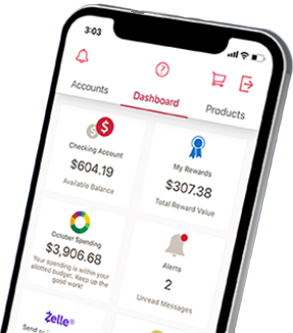 3:03
Accounts
Dashboard
Products
Checking Account
$604.19
Available Balance
My Rewards
$307.38
Total Reward Value
October Spending
$3,906.68
Your spending is within your
allotted budget. Keep up the
good work!
Alerts
2
Unread Messages
Zelle®